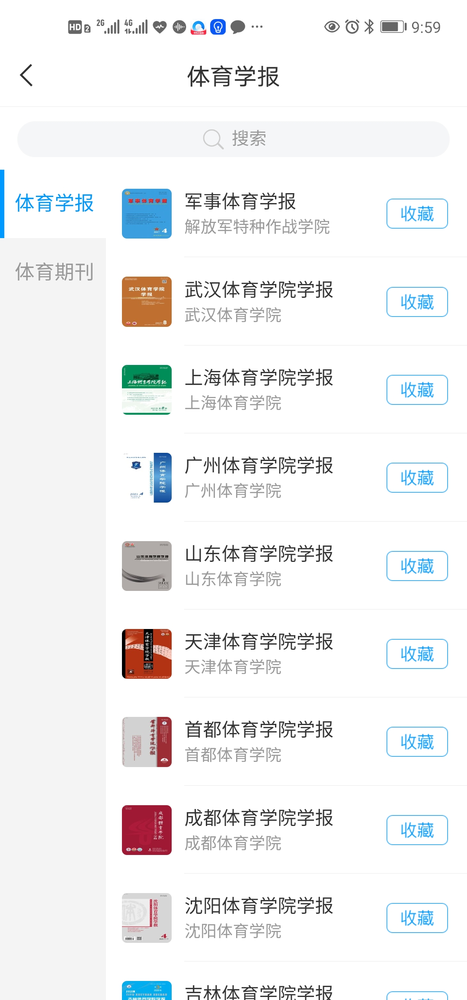 HD 2 2G 4G 9:59
体育学报
搜索
体育学报
体育期刊
军事体育学报
解放军特种作战学院
收藏
武汉体育学院学报
武汉体育学院
收藏
上海体育学院学报
上海体育学院
收藏
广州体育学院学报
广州体育学院
收藏
山东体育学院学报
山东体育学院
收藏
天津体育学院学报
天津体育学院
收藏
首都体育学院学报
首都体育学院
收藏
成都体育学院学报
成都体育学院
收藏
沈阳体育学院学报
沈阳体育学院
收藏
吉林体育学院学报